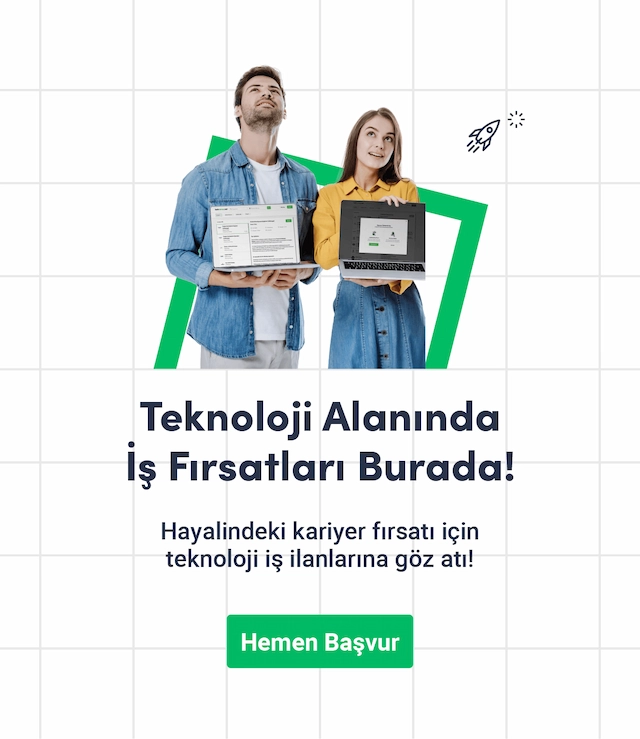 Teknoloji Alanında
İş Fırsatları Burada!
Hayalindeki kariyer fırsatı için
teknoloji iş ilanlarına göz atı!
Hemen Başvur